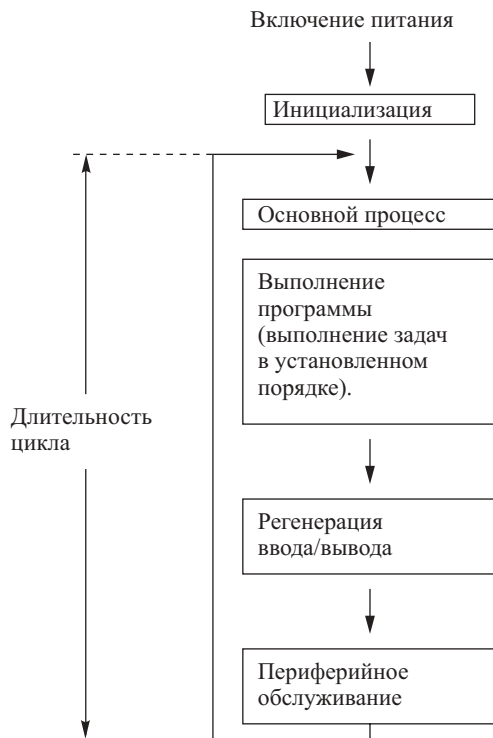 Включение питания
Инициализация
Основной процесс
Выполнение
программы
(выполнение задач
в установленном
порядке).
Длительность
цикла
Регенерация
ввода/вывода
Периферийное
обслуживание